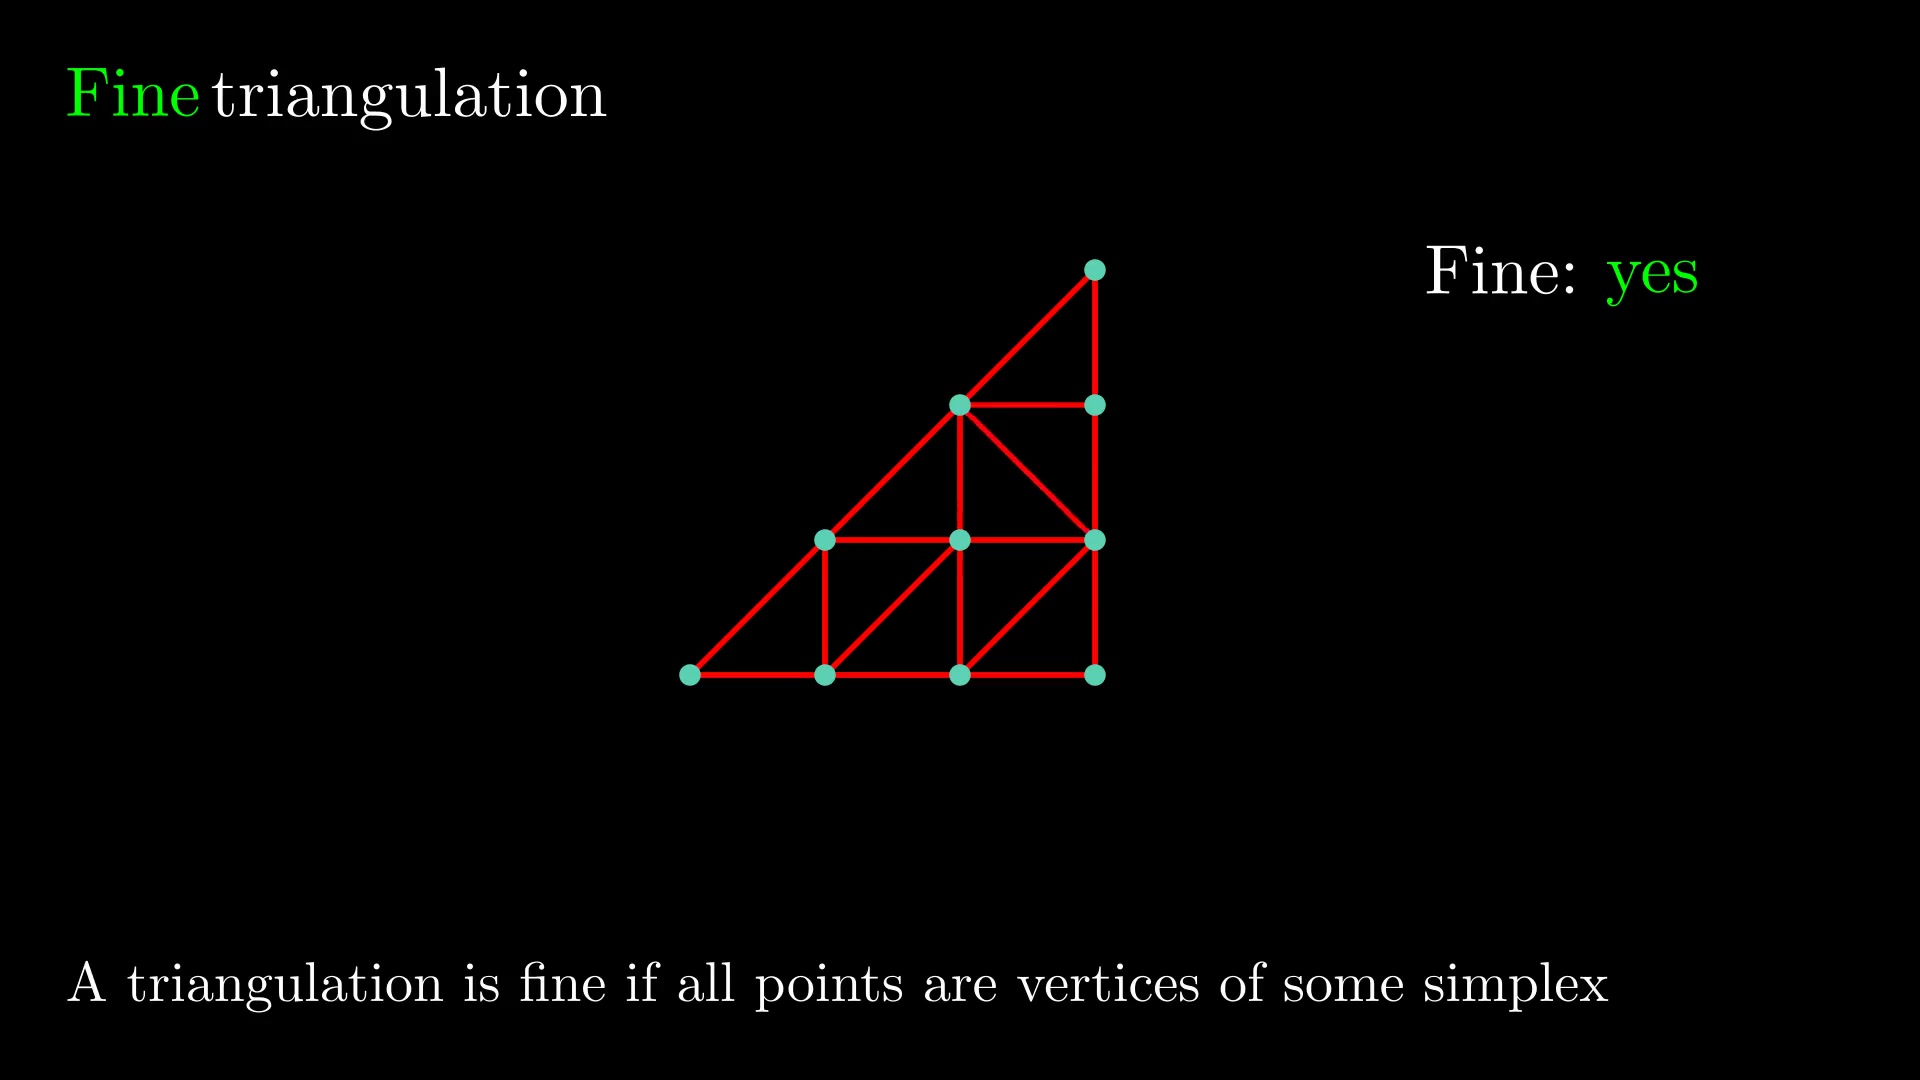 Fine triangulation
Fine: yes
A triangulation is fine if all points are vertices of some simplex